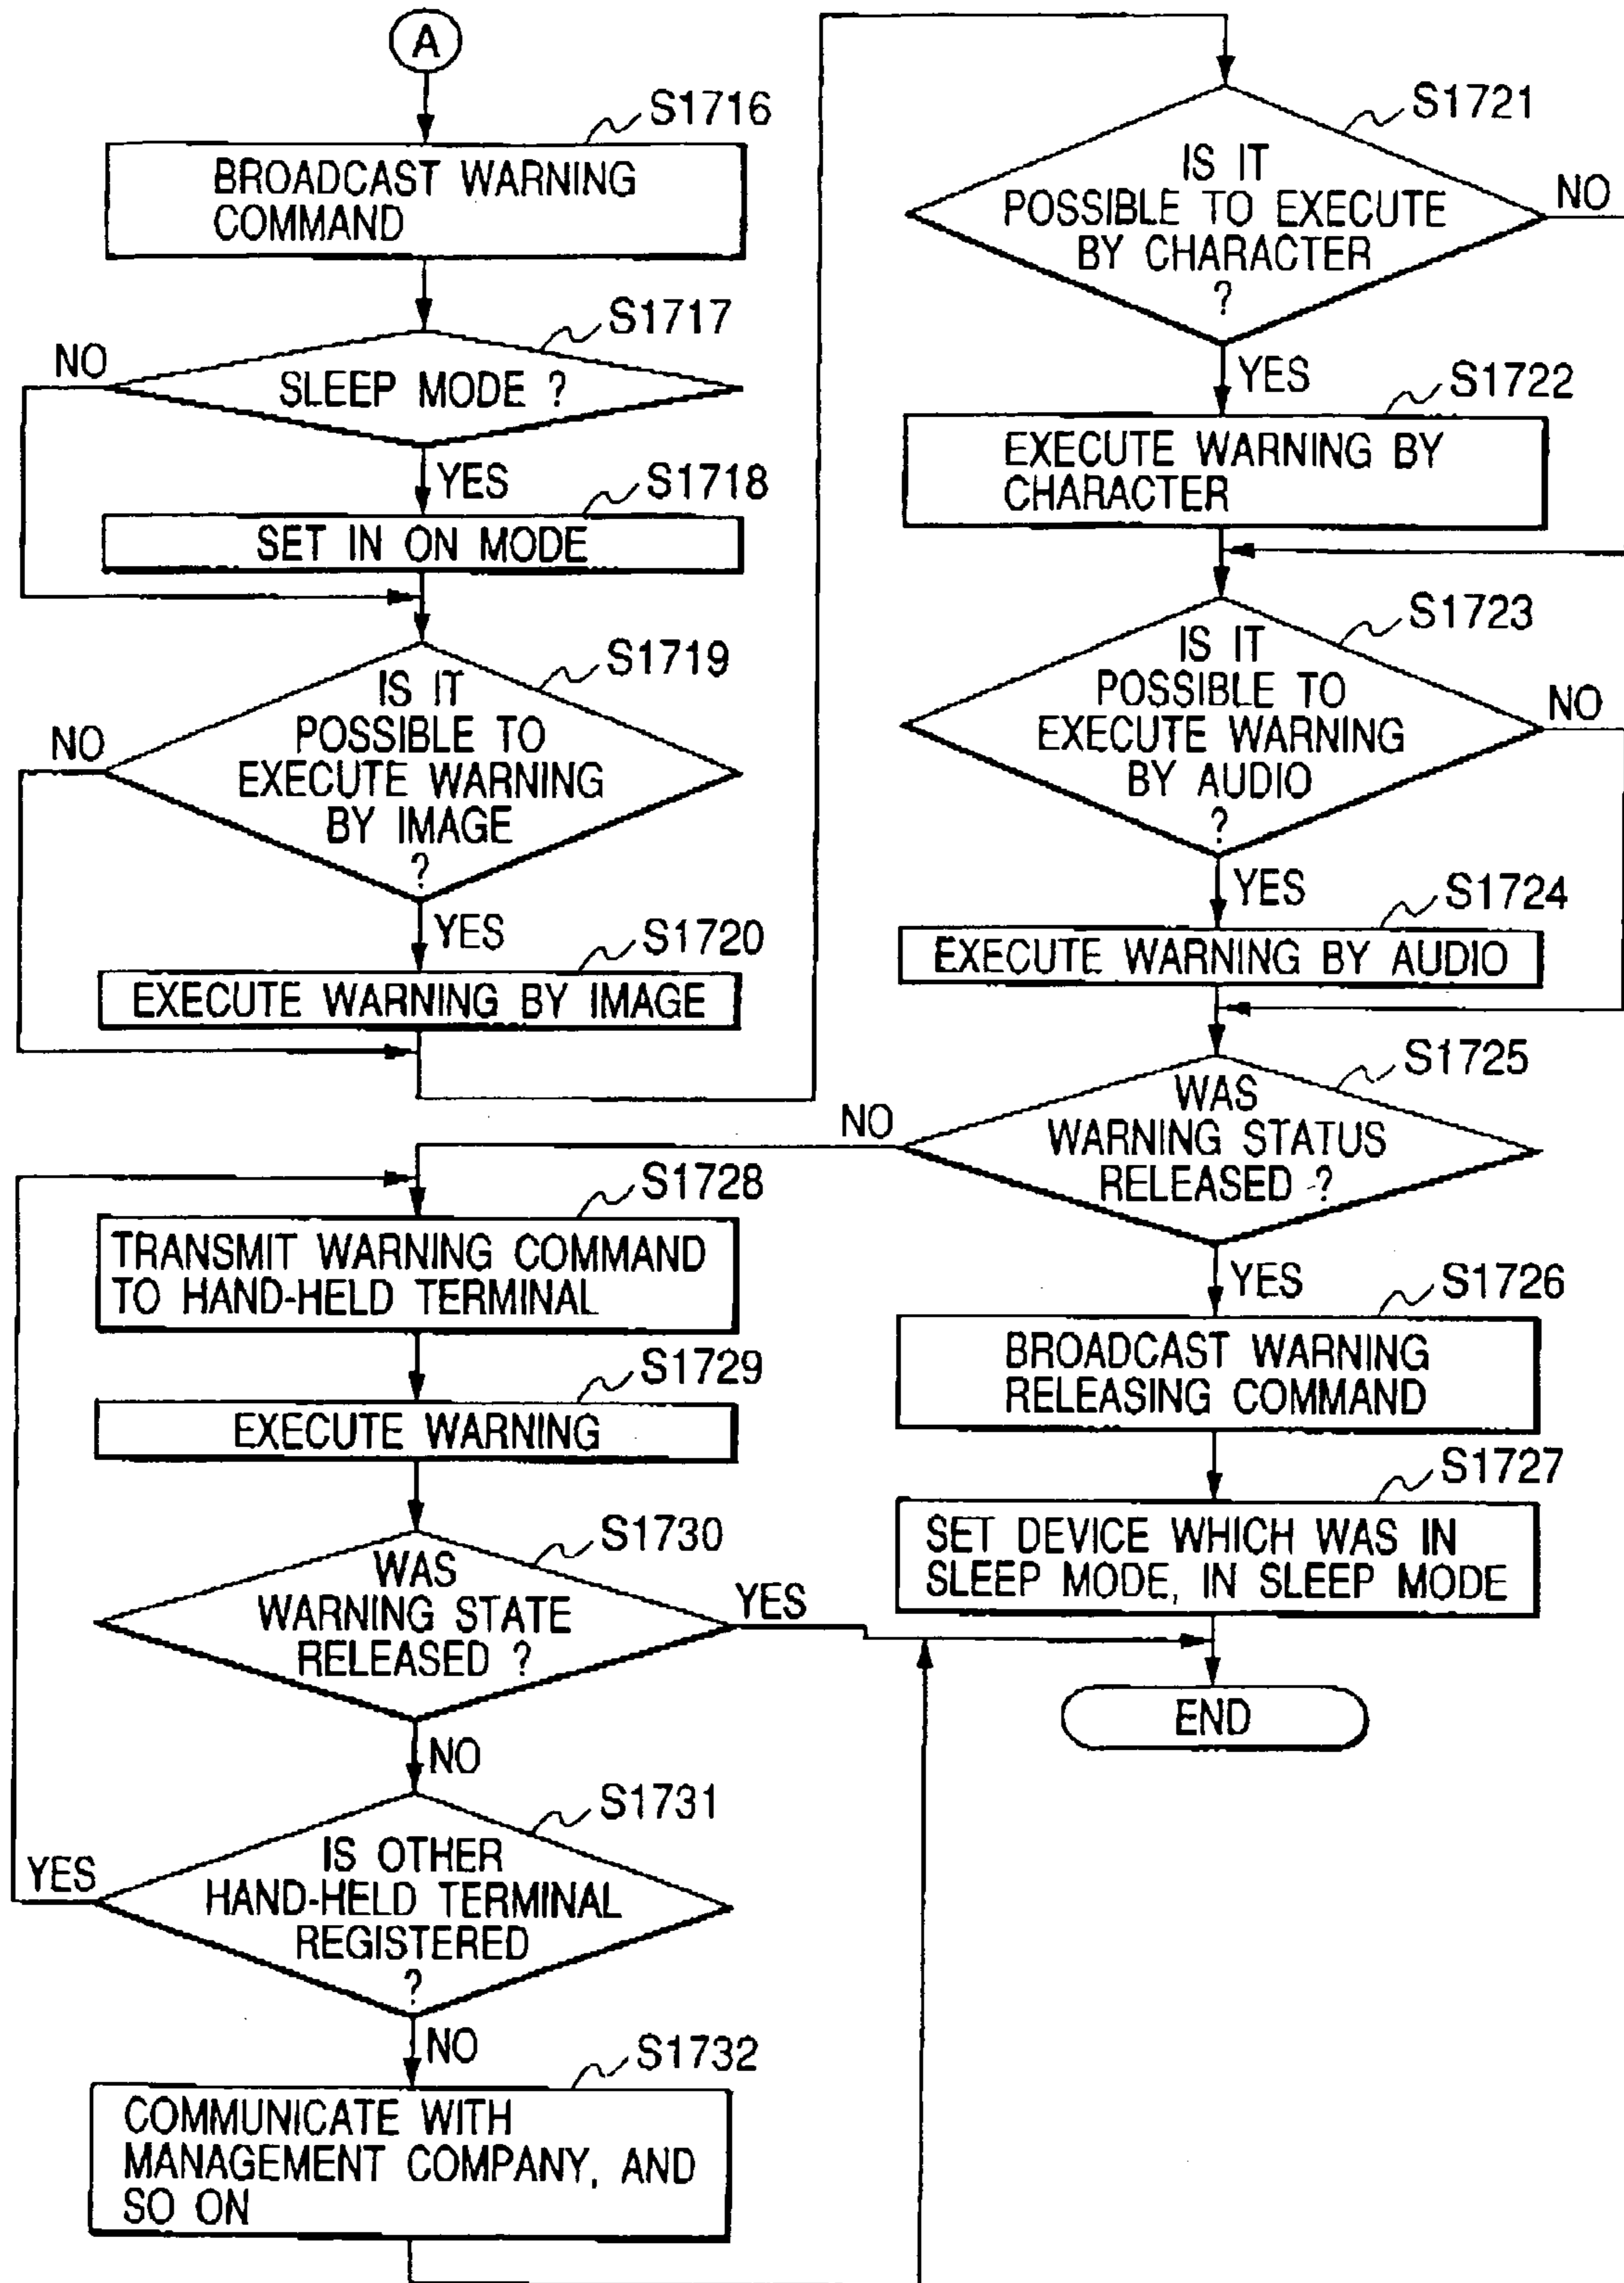 A
S1716
BROADCAST WARNING
COMMAND
S1717
NO
SLEEP MODE ?
YES
S1718
SET IN ON MODE
S1719
NO
IS IT
POSSIBLE TO
EXECUTE WARNING
BY IMAGE
?
YES
S1720
EXECUTE WARNING BY IMAGE
S1721
IS IT
POSSIBLE TO EXECUTE
BY CHARACTER
?
NO
YES
S1722
EXECUTE WARNING BY
CHARACTER
S1723
IS IT
POSSIBLE TO
EXECUTE WARNING
BY AUDIO
?
NO
YES
S1724
EXECUTE WARNING BY AUDIO
S1725
NO
WAS
WARNING STATUS
RELEASED ?
YES
S1726
BROADCAST WARNING
RELEASING COMMAND
S1727
SET DEVICE WHICH WAS IN
SLEEP MODE, IN SLEEP MODE
END
S1728
TRANSMIT WARNING COMMAND
TO HAND-HELD TERMINAL
S1729
EXECUTE WARNING
S1730
WAS
WARNING STATE
RELEASED ?
YES
NO
S1731
YES
IS OTHER
HAND-HELD TERMINAL
REGISTERED
?
NO
S1732
COMMUNICATE WITH
MANAGEMENT COMPANY, AND
SO ON